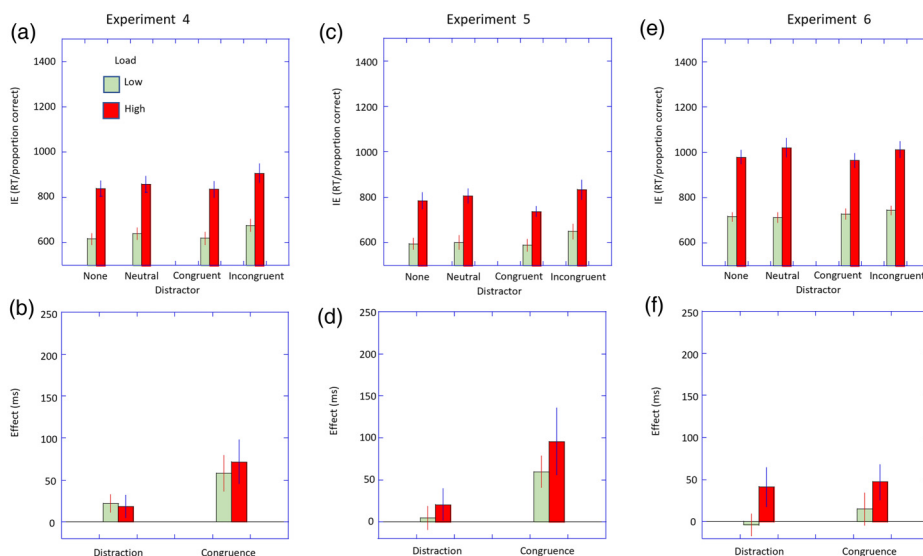 Experiment 4
(a)
IE (RT/proportion correct)
1400
1200
1000
800
600
Load
Low
High
None Neutral Congruent Incongruent
Distractor
(b)
Effect (ms)
250
200
150
100
50
0
Distraction Congruence
Experiment 5
(c)
IE (RT/proportion correct)
1400
1200
1000
800
600
None Neutral Congruent Incongruent
Distractor
(d)
Effect (ms)
250
200
150
100
50
0
Distraction Congruence
Experiment 6
(e)
IE (RT/proportion correct)
1400
1200
1000
800
600
None Neutral Congruent Incongruent
Distractor
(f)
Effect (ms)
250
200
150
100
50
0
Distraction Congruence